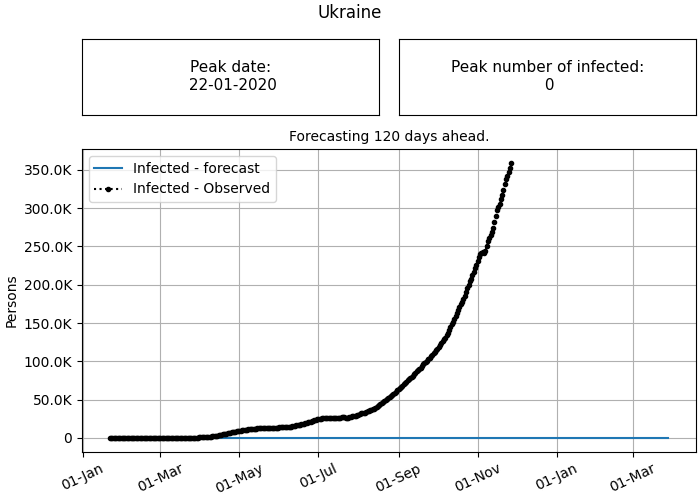 Ukraine
Peak date:
22-01-2020
Peak number of infected:
0
Forecasting 120 days ahead.
Infected - forecast
Infected - Observed
350.0K
300.0K
250.0K
200.0K
150.0K
100.0K
50.0K
0
Persons
01-Jan
01-Mar
01-May
01-Jul
01-Sep
01-Nov
01-Jan
01-Mar